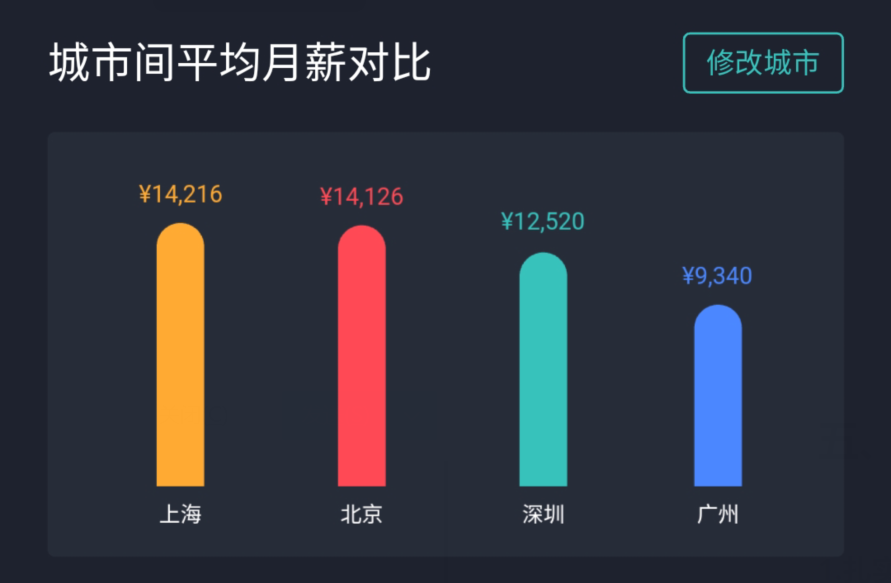 城市间平均月薪对比
修改城市
¥14,216
¥14,126
¥12,520
¥9,340
上海
北京
深圳
广州